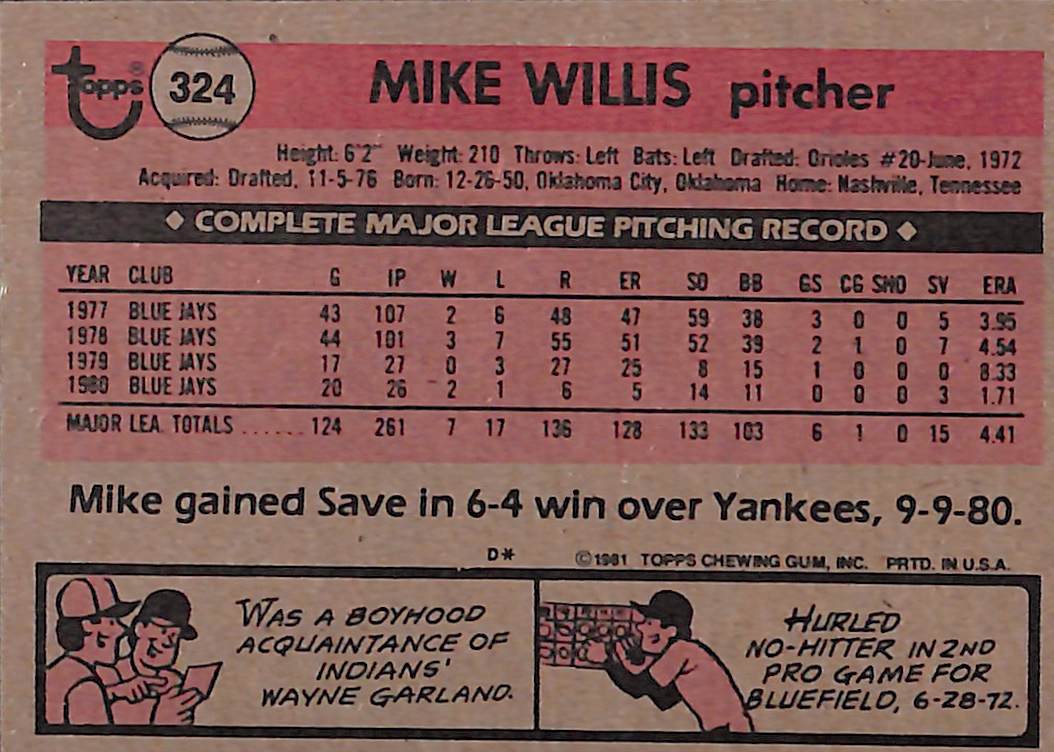 Topps® 324 MIKE WILLIS pitcher
Height: 6'2" Weight: 210 Throws: Left Bats: Left Drafted: Orioles #20-June, 1972
Acquired: Drafted, 11-5-76 Born: 12-26-50, Oklahoma City, Oklahoma Home: Nashville, Tennessee
◆ COMPLETE MAJOR LEAGUE PITCHING RECORD ◆
YEAR CLUB G IP W L R ER SO BB GS CG SHO SV ERA
1977 BLUE JAYS 43 107 2 6 48 47 59 38 3 0 0 5 3.95
1978 BLUE JAYS 44 101 3 7 55 51 52 39 2 1 0 7 4.54
1979 BLUE JAYS 17 27 0 3 27 25 8 15 1 0 0 0 8.33
1980 BLUE JAYS 20 26 2 1 6 5 14 11 0 0 0 3 1.71
MAJOR LEA. TOTALS ...... 124 261 7 17 136 128 133 103 6 1 0 15 4.41
Mike gained Save in 6-4 win over Yankees, 9-9-80.
D* ©1981 TOPPS CHEWING GUM, INC. PRTD. IN U.S.A.
WAS A BOYHOOD
ACQUAINTANCE OF
INDIANS'
WAYNE GARLAND.
HURLED
NO-HITTER IN 2ND
PRO GAME FOR
BLUEFIELD, 6-28-72.